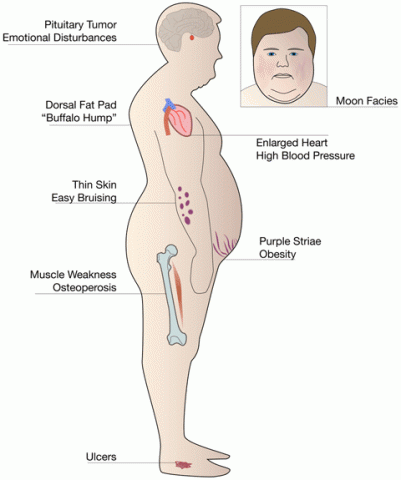 Pituitary Tumor
Emotional Disturbances
Moon Facies
Dorsal Fat Pad
“Buffalo Hump”
Enlarged Heart
High Blood Pressure
Thin Skin
Easy Bruising
Purple Striae
Obesity
Muscle Weakness
Osteoperosis
Ulcers